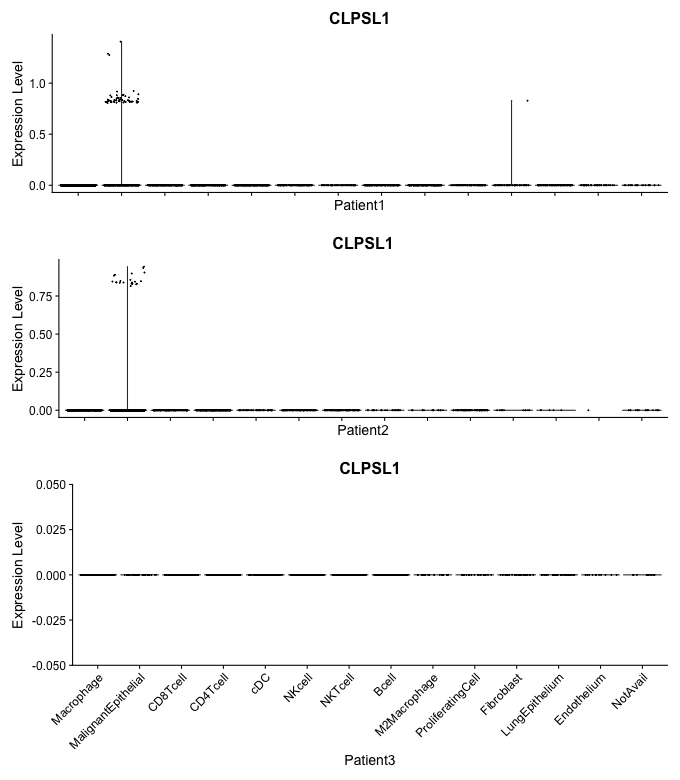 CLPSL1
Expression Level
1.0
0.5
0.0
Patient1
CLPSL1
Expression Level
0.75
0.50
0.25
0.00
Patient2
CLPSL1
Expression Level
0.050
0.025
0.000
-0.025
-0.050
Macrophage
MalignantEpithelial
CD8Tcell
CD4Tcell
cDC
NKcell
NKTcell
Bcell
M2Macrophage
ProliferatingCell
Fibroblast
LungEpithelium
Endothelium
NotAvail
Patient3